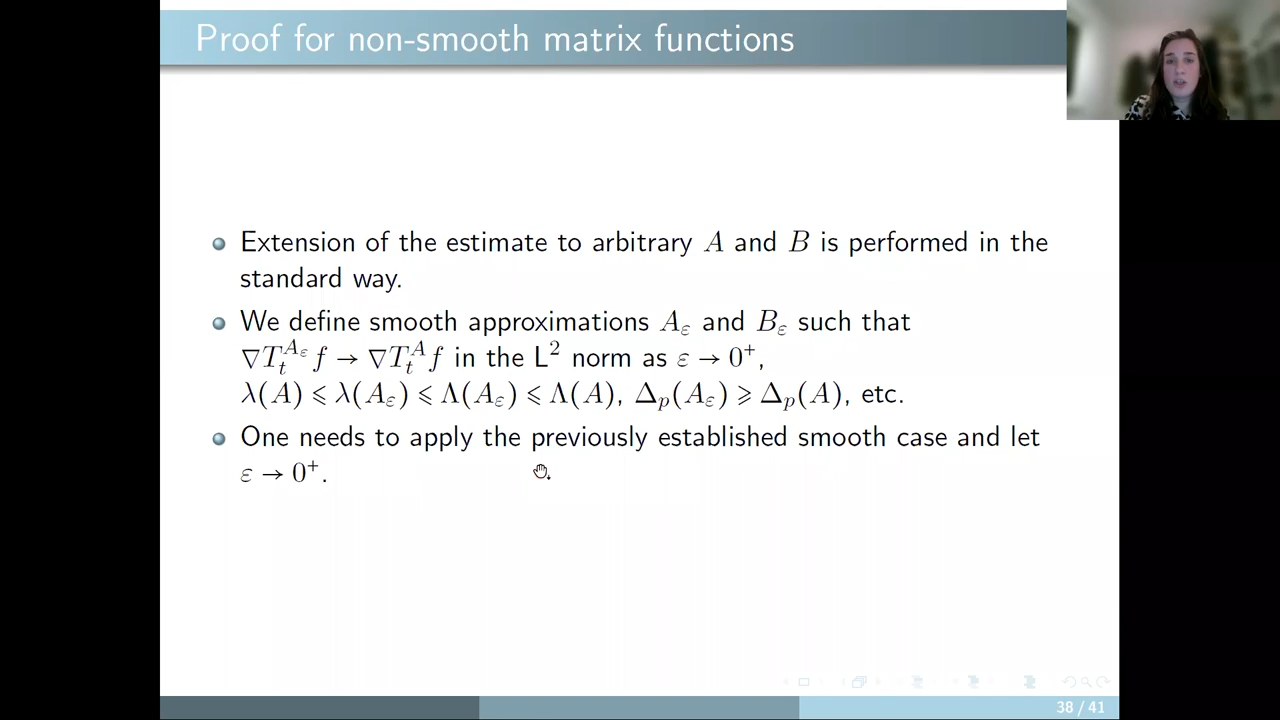 Proof for non-smooth matrix functions
Extension of the estimate to arbitrary A and B is performed in the
standard way.
We define smooth approximations A_ε and B_ε such that
∇T_t^{A_ε} f → ∇T_t^A f in the L² norm as ε → 0⁺,
λ(A) ⩽ λ(A_ε) ⩽ Λ(A_ε) ⩽ Λ(A), Δ_p(A_ε) ⩾ Δ_p(A), etc.
One needs to apply the previously established smooth case and let
ε → 0⁺.
38 / 41